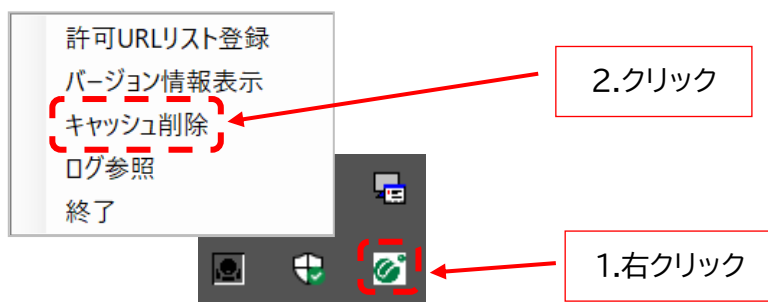 許可URLリスト登録
バージョン情報表示
キャッシュ削除
ログ参照
終了
2.クリック
1.右クリック